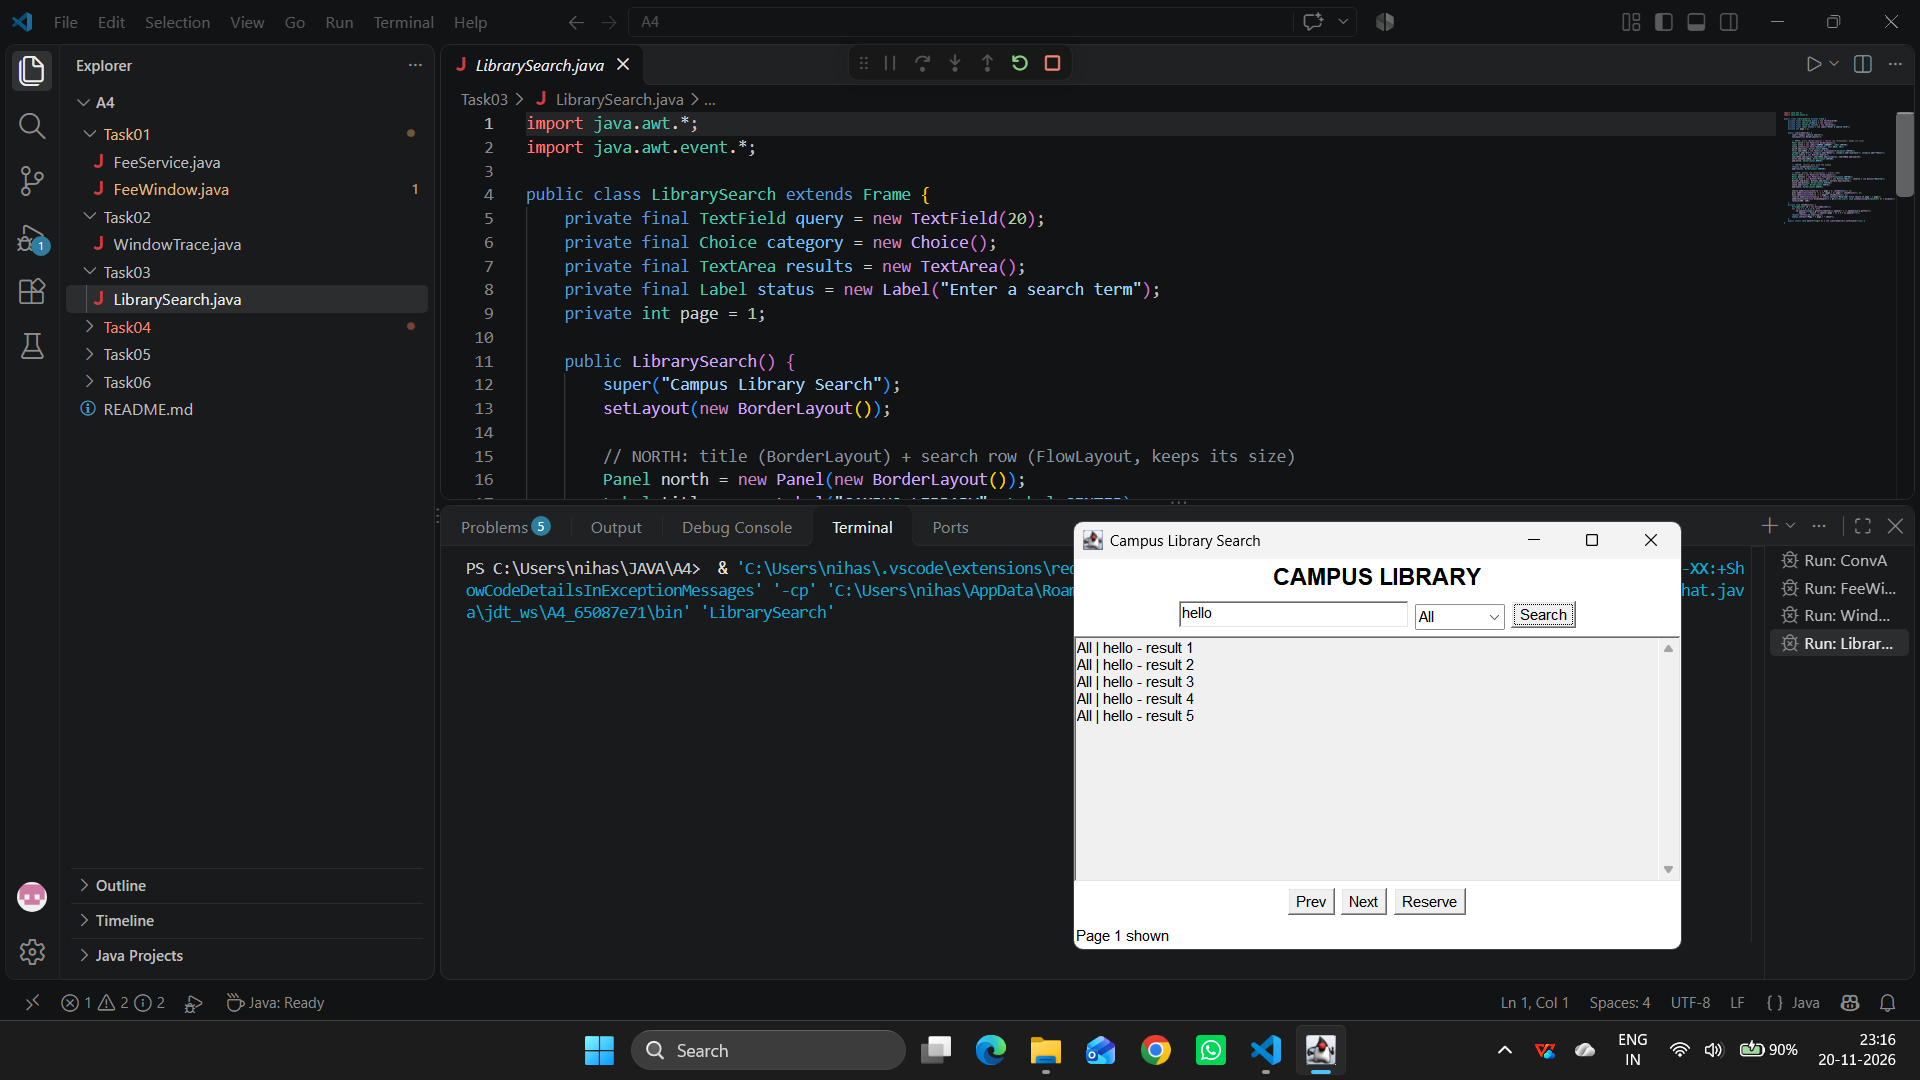 File Edit Selection View Go Run Terminal Help
A4
Explorer
A4
Task01
FeeService.java
FeeWindow.java 1
Task02
WindowTrace.java
Task03
LibrarySearch.java
Task04
Task05
Task06
README.md
Outline
Timeline
Java Projects
1
LibrarySearch.java
Task03 > LibrarySearch.java > ...
1 import java.awt.*;
2 import java.awt.event.*;
3
4 public class LibrarySearch extends Frame {
5 private final TextField query = new TextField(20);
6 private final Choice category = new Choice();
7 private final TextArea results = new TextArea();
8 private final Label status = new Label("Enter a search term");
9 private int page = 1;
10
11 public LibrarySearch() {
12 super("Campus Library Search");
13 setLayout(new BorderLayout());
14
15 // NORTH: title (BorderLayout) + search row (FlowLayout, keeps its size)
16 Panel north = new Panel(new BorderLayout());
Problems 5 Output Debug Console Terminal Ports
PS C:\Users\nihas\JAVA\A4> & 'C:\Users\nihas\.vscode\extensions\red -XX:+Sh
owCodeDetailsInExceptionMessages' '-cp' 'C:\Users\nihas\AppData\Roam hat.jav
a\jdt_ws\A4_65087e71\bin' 'LibrarySearch'
Run: ConvA
Run: FeeWi...
Run: Wind...
Run: Librar...
Campus Library Search
CAMPUS LIBRARY
hello All Search
All | hello - result 1
All | hello - result 2
All | hello - result 3
All | hello - result 4
All | hello - result 5
Prev Next Reserve
Page 1 shown
1 2 2 Java: Ready Ln 1, Col 1 Spaces: 4 UTF-8 LF {} Java
Search
ENG
IN
90%
23:16
20-11-2026